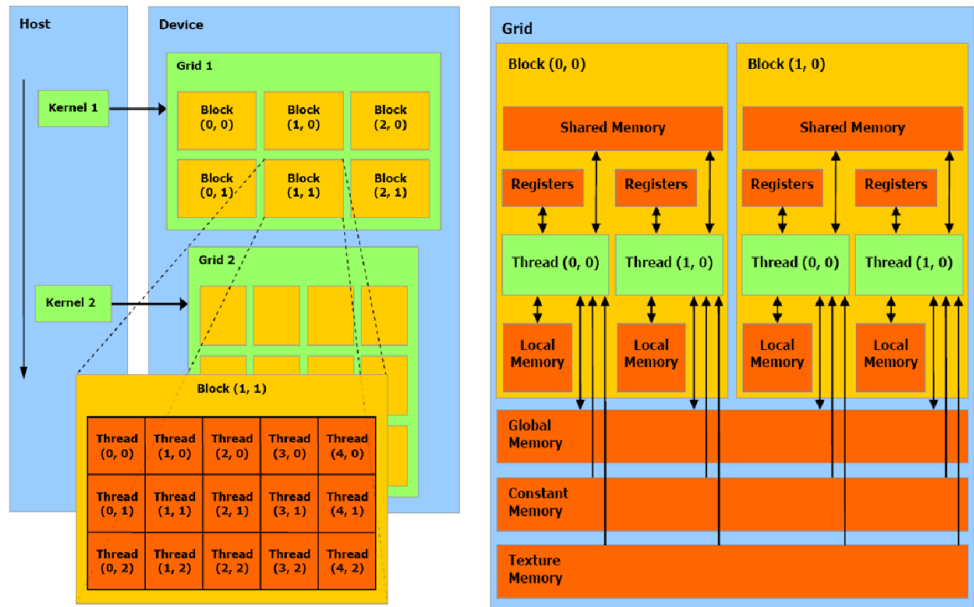 Host
Device
Grid 1
Kernel 1
Block
(0, 0)
Block
(1, 0)
Block
(2, 0)
Block
(0, 1)
Block
(1, 1)
Block
(2, 1)
Grid 2
Kernel 2
Block (1, 1)
Thread
(0, 0)
Thread
(1, 0)
Thread
(2, 0)
Thread
(3, 0)
Thread
(4, 0)
Thread
(0, 1)
Thread
(1, 1)
Thread
(2, 1)
Thread
(3, 1)
Thread
(4, 1)
Thread
(0, 2)
Thread
(1, 2)
Thread
(2, 2)
Thread
(3, 2)
Thread
(4, 2)
Grid
Block (0, 0)
Shared Memory
Registers
Registers
Thread (0, 0)
Thread (1, 0)
Local
Memory
Local
Memory
Block (1, 0)
Shared Memory
Registers
Registers
Thread (0, 0)
Thread (1, 0)
Local
Memory
Local
Memory
Global
Memory
Constant
Memory
Texture
Memory